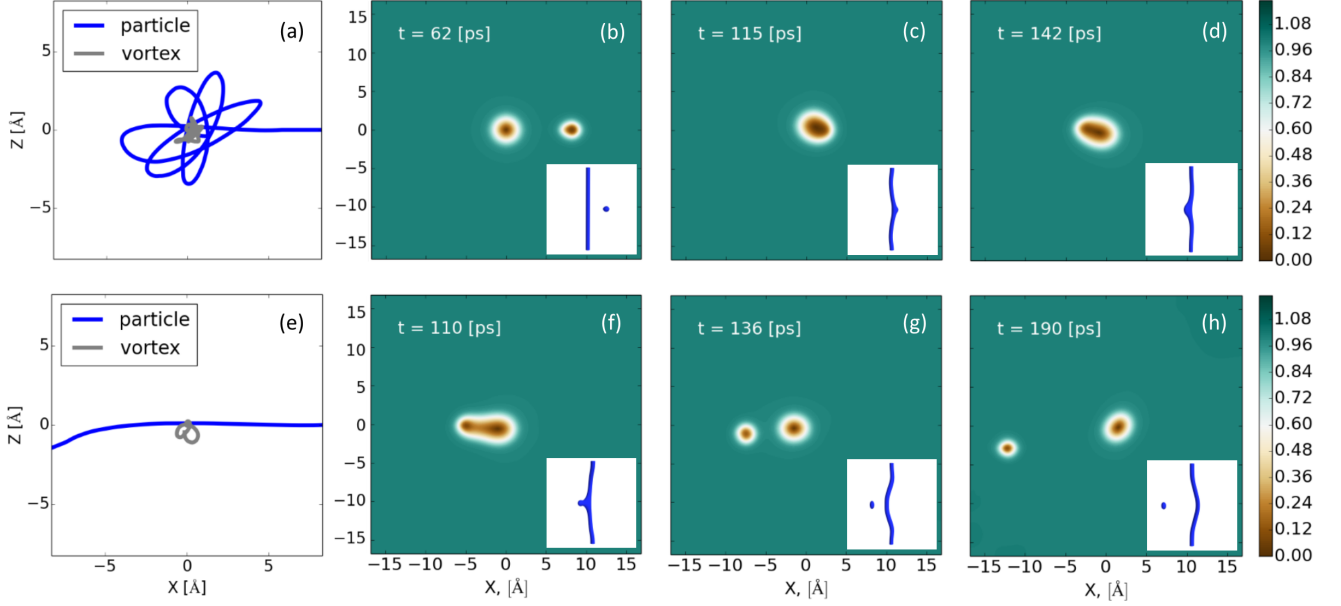 particle
vortex
(a)
5
0
−5
Z [Å]
t = 62 [ps]
(b)
15
10
5
0
−5
−10
−15
t = 115 [ps]
(c)
t = 142 [ps]
(d)
1.08
0.96
0.84
0.72
0.60
0.48
0.36
0.24
0.12
0.00
particle
vortex
(e)
5
0
−5
Z [Å]
−5
0
5
X [Å]
t = 110 [ps]
(f)
15
10
5
0
−5
−10
−15
−15
−10
−5
0
5
10
15
X, [Å]
t = 136 [ps]
(g)
−15
−10
−5
0
5
10
15
X, [Å]
t = 190 [ps]
(h)
−15
−10
−5
0
5
10
15
X, [Å]
1.08
0.96
0.84
0.72
0.60
0.48
0.36
0.24
0.12
0.00